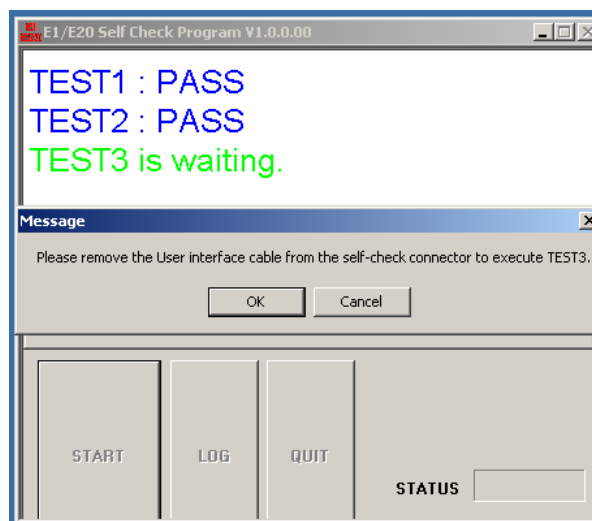 E1/E20 Self Check Program V1.0.0.00
TEST1 : PASS
TEST2 : PASS
TEST3 is waiting.
Message
Please remove the User interface cable from the self-check connector to execute TEST3.
OK Cancel
START LOG QUIT
STATUS